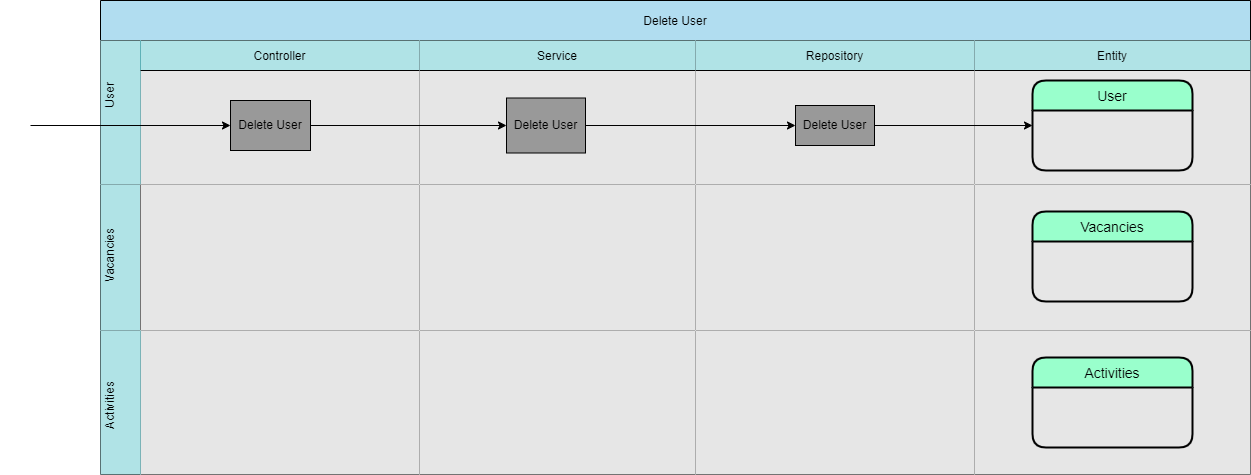 Delete User
Controller
Service
Repository
Entity
User
Delete User
Delete User
Delete User
User
Vacancies
Vacancies
Activities
Activities